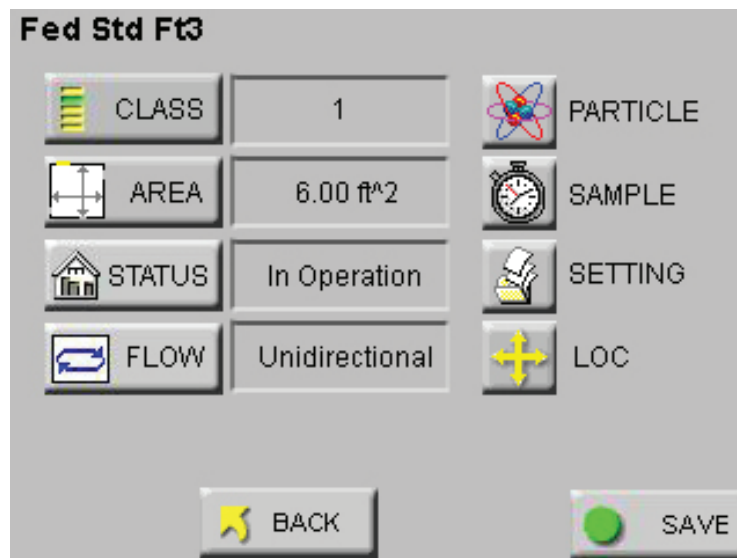 Fed Std Ft3
CLASS 1 PARTICLE
AREA 6.00 ft^2 SAMPLE
STATUS In Operation SETTING
FLOW Unidirectional LOC
BACK SAVE